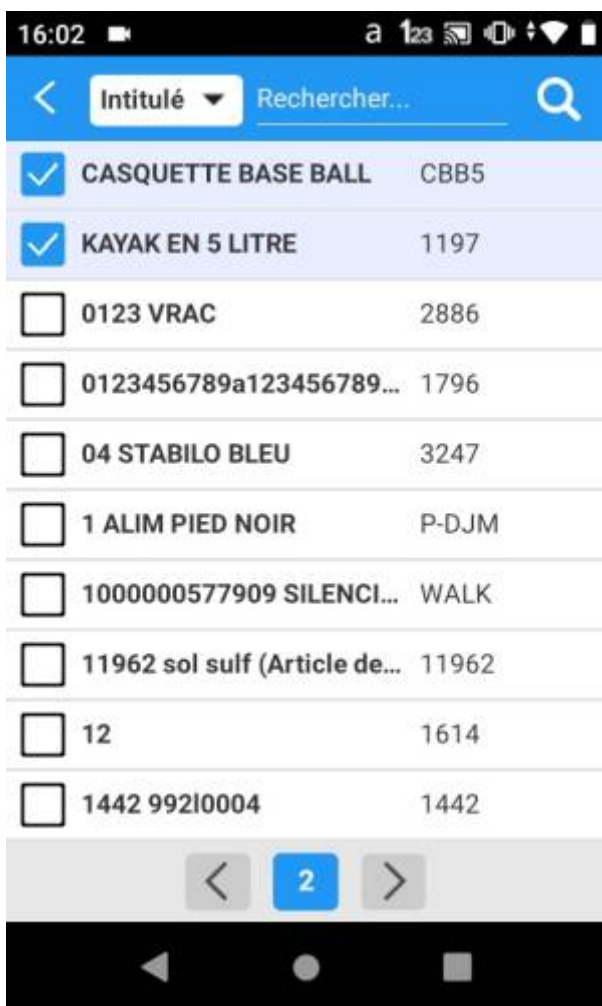 16:02 a 123
Intitulé Rechercher...
CASQUETTE BASE BALL CBB5
KAYAK EN 5 LITRE 1197
0123 VRAC 2886
0123456789a123456789... 1796
04 STABILO BLEU 3247
1 ALIM PIED NOIR P-DJM
1000000577909 SILENCI... WALK
11962 sol sulf (Article de... 11962
12 1614
1442 992l0004 1442
2